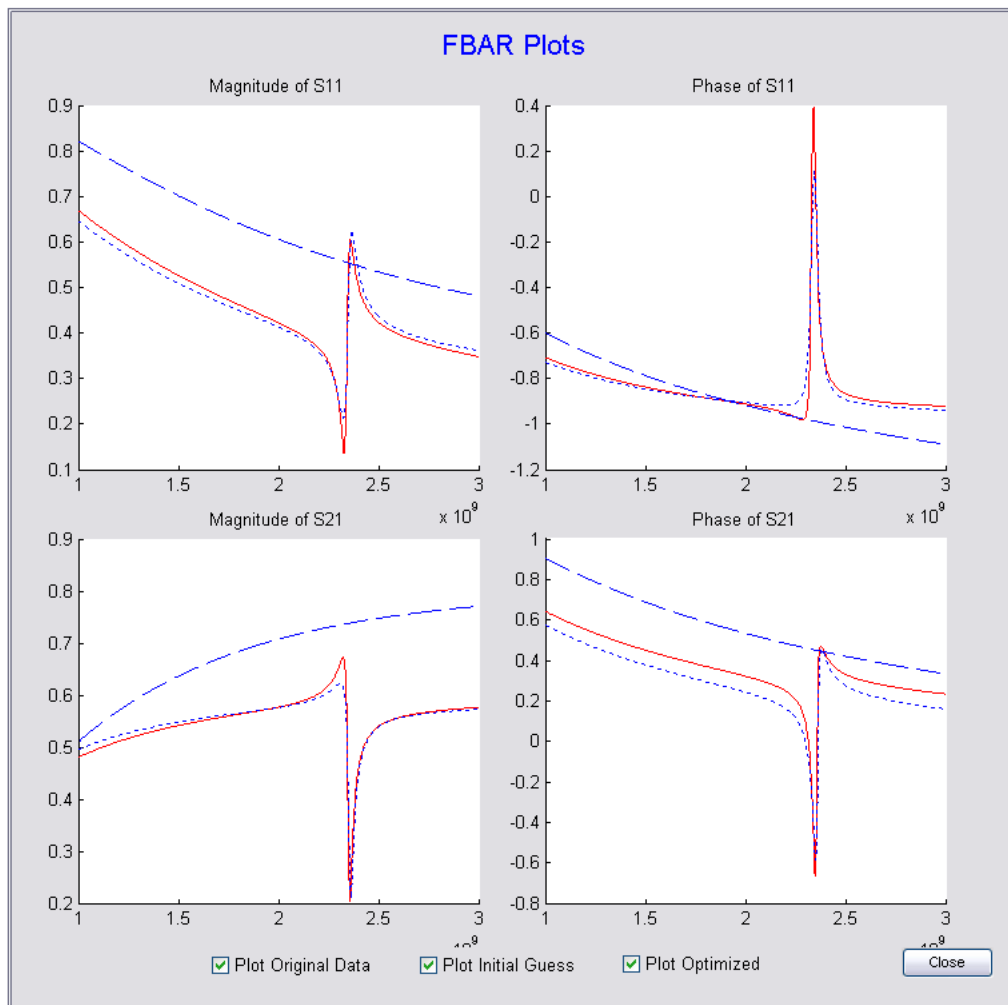 FBAR Plots
Magnitude of S11
0.9
0.8
0.7
0.6
0.5
0.4
0.3
0.2
0.1
1 1.5 2 2.5 3
x 10^9
Phase of S11
0.4
0.2
0
-0.2
-0.4
-0.6
-0.8
-1
-1.2
1 1.5 2 2.5 3
x 10^9
Magnitude of S21
0.9
0.8
0.7
0.6
0.5
0.4
0.3
0.2
1 1.5 2 2.5 3
Phase of S21
1
0.8
0.6
0.4
0.2
0
-0.2
-0.4
-0.6
-0.8
1 1.5 2 2.5 3
Plot Original Data
Plot Initial Guess
Plot Optimized
Close